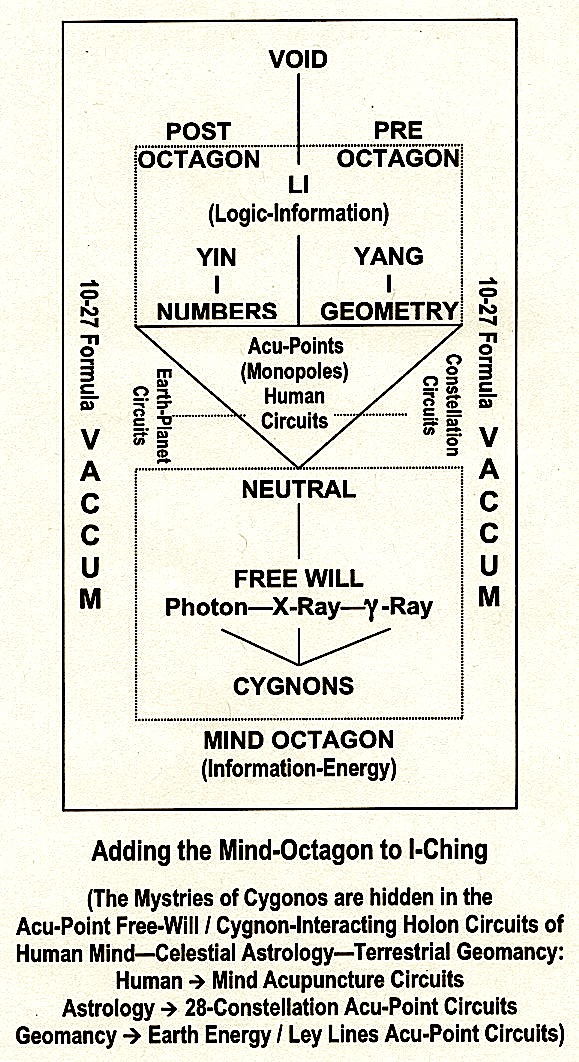 VOID
POST
OCTAGON
PRE
OCTAGON
LI
(Logic-Information)
YIN
I
NUMBERS
YANG
I
GEOMETRY
10-27 Formula VACCUM
10-27 Formula VACCUM
Acu-Points
(Monopoles)
Human
Circuits
Earth-Planet
Circuits
Constellation
Circuits
NEUTRAL
FREE WILL
Photon—X-Ray—γ-Ray
CYGNONS
MIND OCTAGON
(Information-Energy)
Adding the Mind-Octagon to I-Ching
(The Mystries of Cygonos are hidden in the
Acu-Point Free-Will / Cygnon-Interacting Holon Circuits of
Human Mind—Celestial Astrology—Terrestrial Geomancy:
Human → Mind Acupuncture Circuits
Astrology → 28-Constellation Acu-Point Circuits
Geomancy → Earth Energy / Ley Lines Acu-Point Circuits)